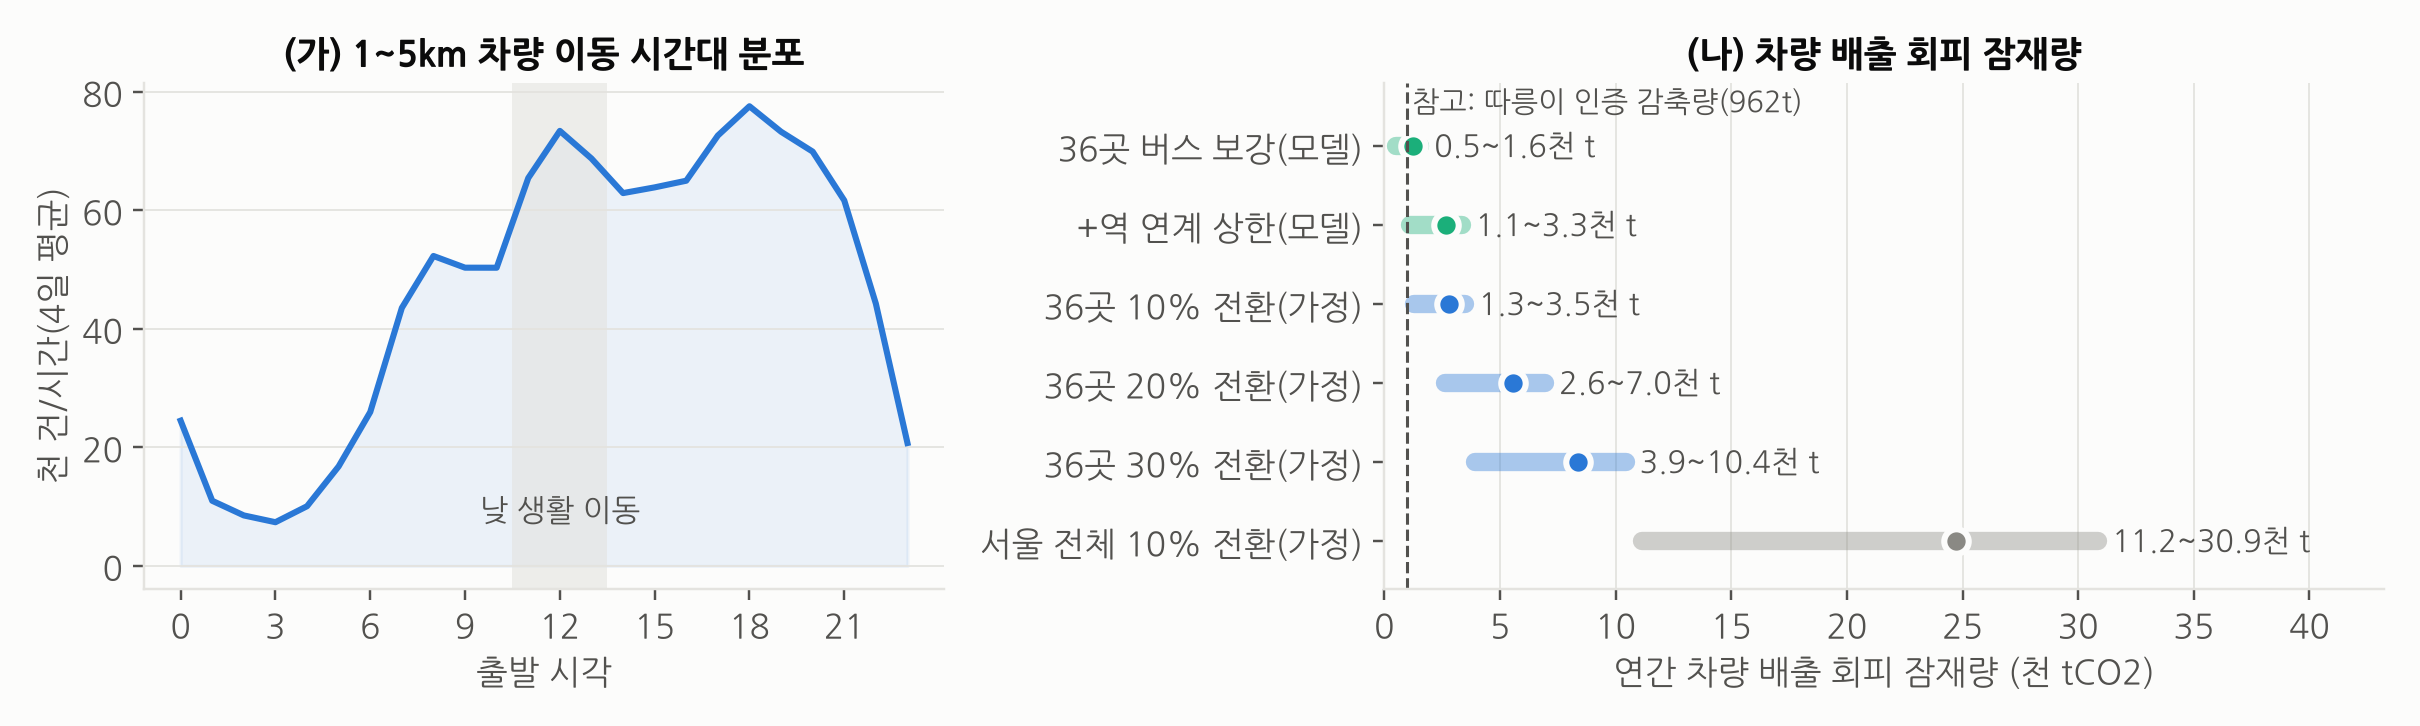 (가) 1~5km 차량 이동 시간대 분포
천 건/시간(4일 평균)
80
60
40
20
0
낮 생활 이동
0 3 6 9 12 15 18 21
출발 시각
(나) 차량 배출 회피 잠재량
참고: 따릉이 인증 감축량(962t)
36곳 버스 보강(모델) 0.5~1.6천 t
+역 연계 상한(모델) 1.1~3.3천 t
36곳 10% 전환(가정) 1.3~3.5천 t
36곳 20% 전환(가정) 2.6~7.0천 t
36곳 30% 전환(가정) 3.9~10.4천 t
서울 전체 10% 전환(가정) 11.2~30.9천 t
0 5 10 15 20 25 30 35 40
연간 차량 배출 회피 잠재량 (천 tCO2)